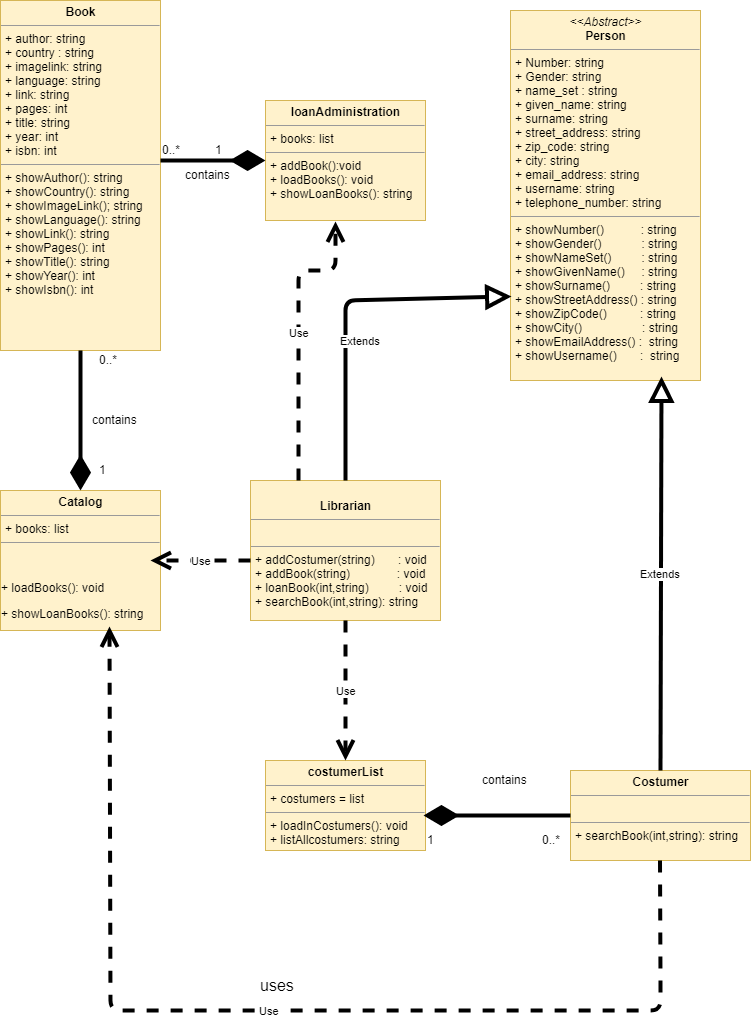 Book
+ author: string
+ country : string
+ imagelink: string
+ language: string
+ link: string
+ pages: int
+ title: string
+ year: int
+ isbn: int
+ showAuthor(): string
+ showCountry(): string
+ showImageLink(); string
+ showLanguage(): string
+ showLink(): string
+ showPages(): int
+ showTitle(): string
+ showYear(): int
+ showIsbn(): int
0..*
1
contains
loanAdministration
+ books: list
+ addBook():void
+ loadBooks(): void
+ showLoanBooks(): string
<<Abstract>>
Person
+ Number: string
+ Gender: string
+ name_set : string
+ given_name: string
+ surname: string
+ street_address: string
+ zip_code: string
+ city: string
+ email_address: string
+ username: string
+ telephone_number: string
+ showNumber() : string
+ showGender() : string
+ showNameSet() : string
+ showGivenName() : string
+ showSurname() : string
+ showStreetAddress() : string
+ showZipCode() : string
+ showCity() : string
+ showEmailAddress() : string
+ showUsername() : string
Use
Extends
0..*
contains
1
Catalog
+ books: list
+ loadBooks(): void
+ showLoanBooks(): string
Use
Librarian
+ addCostumer(string) : void
+ addBook(string) : void
+ loanBook(int,string) : void
+ searchBook(int,string): string
Extends
Use
costumerList
+ costumers = list
+ loadInCostumers(): void
+ listAllcostumers: string
contains
1
0..*
Costumer
+ searchBook(int,string): string
uses
Use